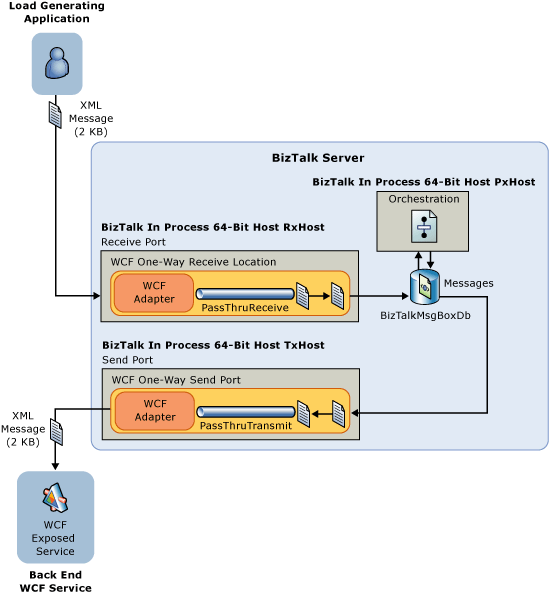 Load Generating
Application
XML
Message
(2 KB)
BizTalk Server
BizTalk In Process 64-Bit Host PxHost
Orchestration
BizTalk In Process 64-Bit Host RxHost
Receive Port
WCF One-Way Receive Location
WCF
Adapter
PassThruReceive
Messages
BizTalkMsgBoxDb
BizTalk In Process 64-Bit Host TxHost
Send Port
WCF One-Way Send Port
WCF
Adapter
PassThruTransmit
XML
Message
(2 KB)
WCF
Exposed
Service
Back End
WCF Service